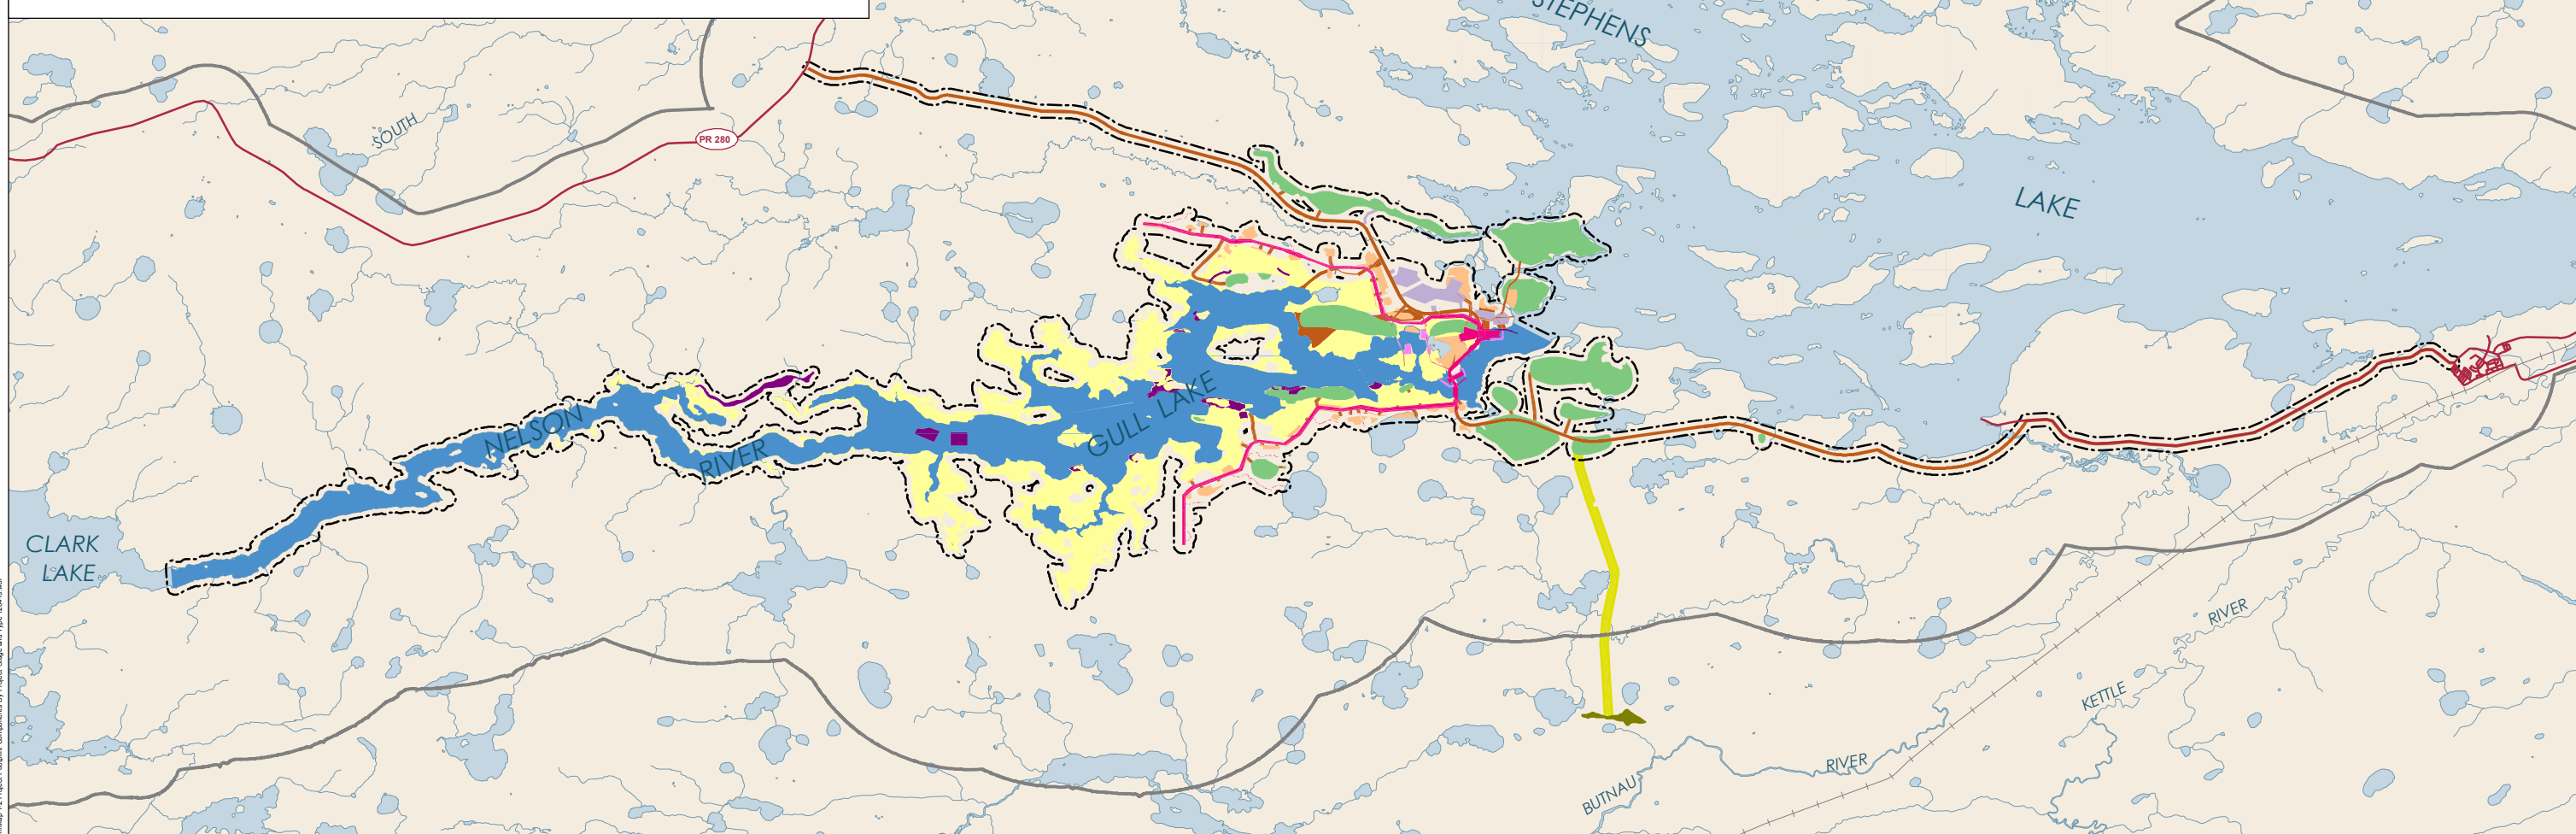 STEPHENS
SOUTH
PR 280
LAKE
GULL LAKE
NELSON
RIVER
CLARK
LAKE
RIVER
KETTLE
RIVER
BUTNAU